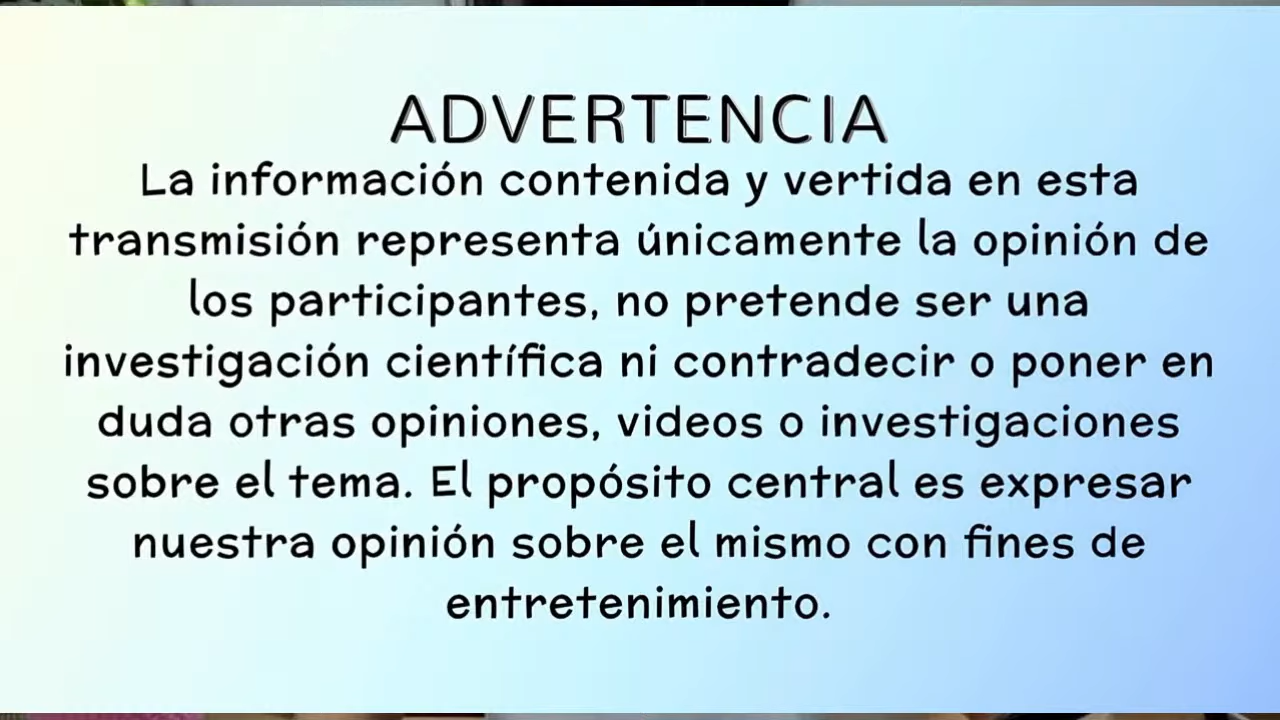 ADVERTENCIA
La información contenida y vertida en esta
transmisión representa únicamente la opinión de
los participantes, no pretende ser una
investigación científica ni contradecir o poner en
duda otras opiniones, videos o investigaciones
sobre el tema. El propósito central es expresar
nuestra opinión sobre el mismo con fines de
entretenimiento.